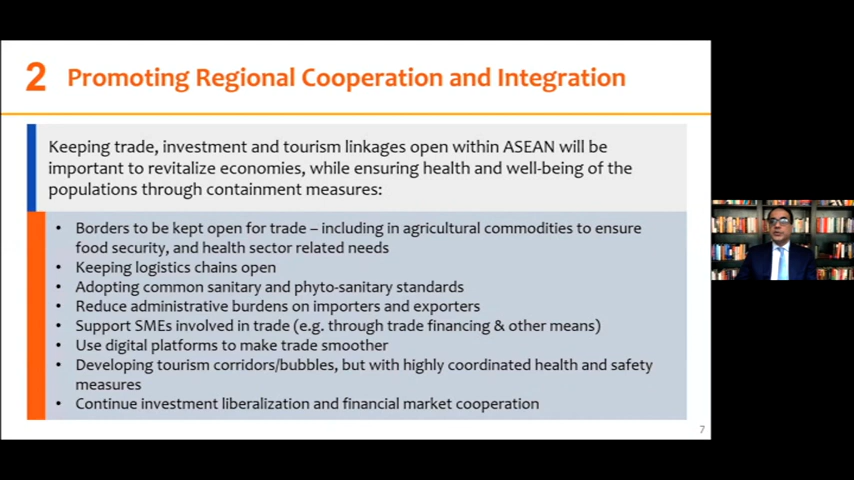 2 Promoting Regional Cooperation and Integration
Keeping trade, investment and tourism linkages open within ASEAN will be
important to revitalize economies, while ensuring health and well-being of the
populations through containment measures:
• Borders to be kept open for trade – including in agricultural commodities to ensure
food security, and health sector related needs
• Keeping logistics chains open
• Adopting common sanitary and phyto-sanitary standards
• Reduce administrative burdens on importers and exporters
• Support SMEs involved in trade (e.g. through trade financing & other means)
• Use digital platforms to make trade smoother
• Developing tourism corridors/bubbles, but with highly coordinated health and safety
measures
• Continue investment liberalization and financial market cooperation
7